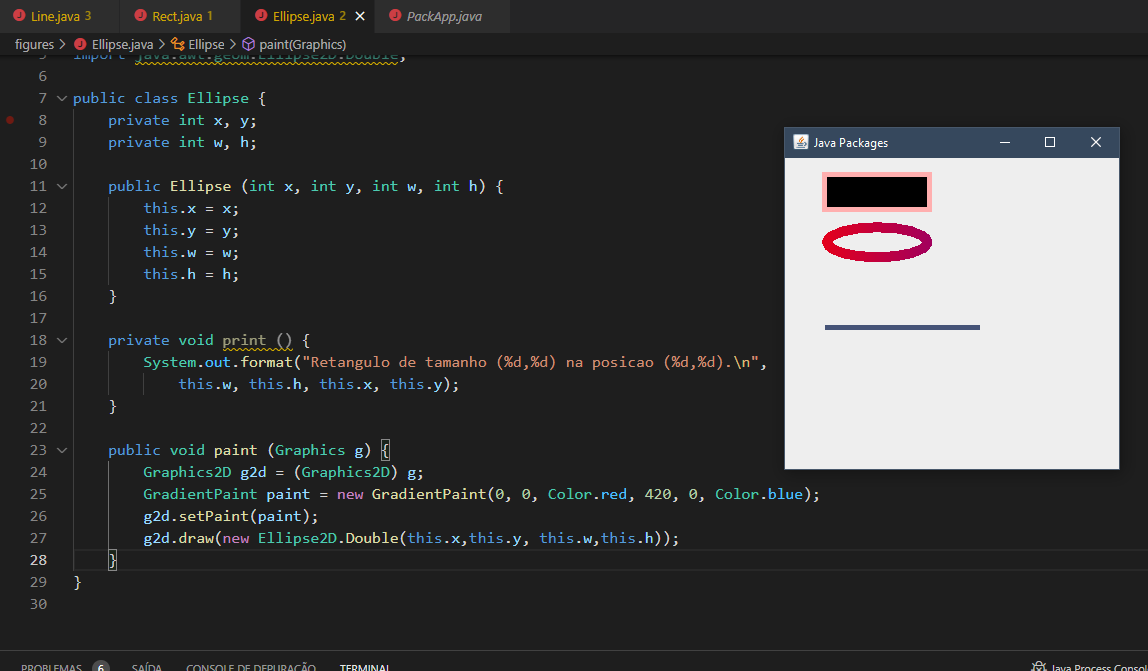 Line.java 3 Rect.java 1 Ellipse.java 2 PackApp.java
figures > Ellipse.java > Ellipse > paint(Graphics)
5 import java.awt.geom.Ellipse2D.Double;
6
7 public class Ellipse {
8 private int x, y;
9 private int w, h;
10
11 public Ellipse (int x, int y, int w, int h) {
12 this.x = x;
13 this.y = y;
14 this.w = w;
15 this.h = h;
16 }
17
18 private void print () {
19 System.out.format("Retangulo de tamanho (%d,%d) na posicao (%d,%d).\n",
20 this.w, this.h, this.x, this.y);
21 }
22
23 public void paint (Graphics g) {
24 Graphics2D g2d = (Graphics2D) g;
25 GradientPaint paint = new GradientPaint(0, 0, Color.red, 420, 0, Color.blue);
26 g2d.setPaint(paint);
27 g2d.draw(new Ellipse2D.Double(this.x,this.y, this.w,this.h));
28 }
29 }
30
Java Packages
PROBLEMAS 6 SAÍDA CONSOLE DE DEPURAÇÃO TERMINAL
Java Process Consol